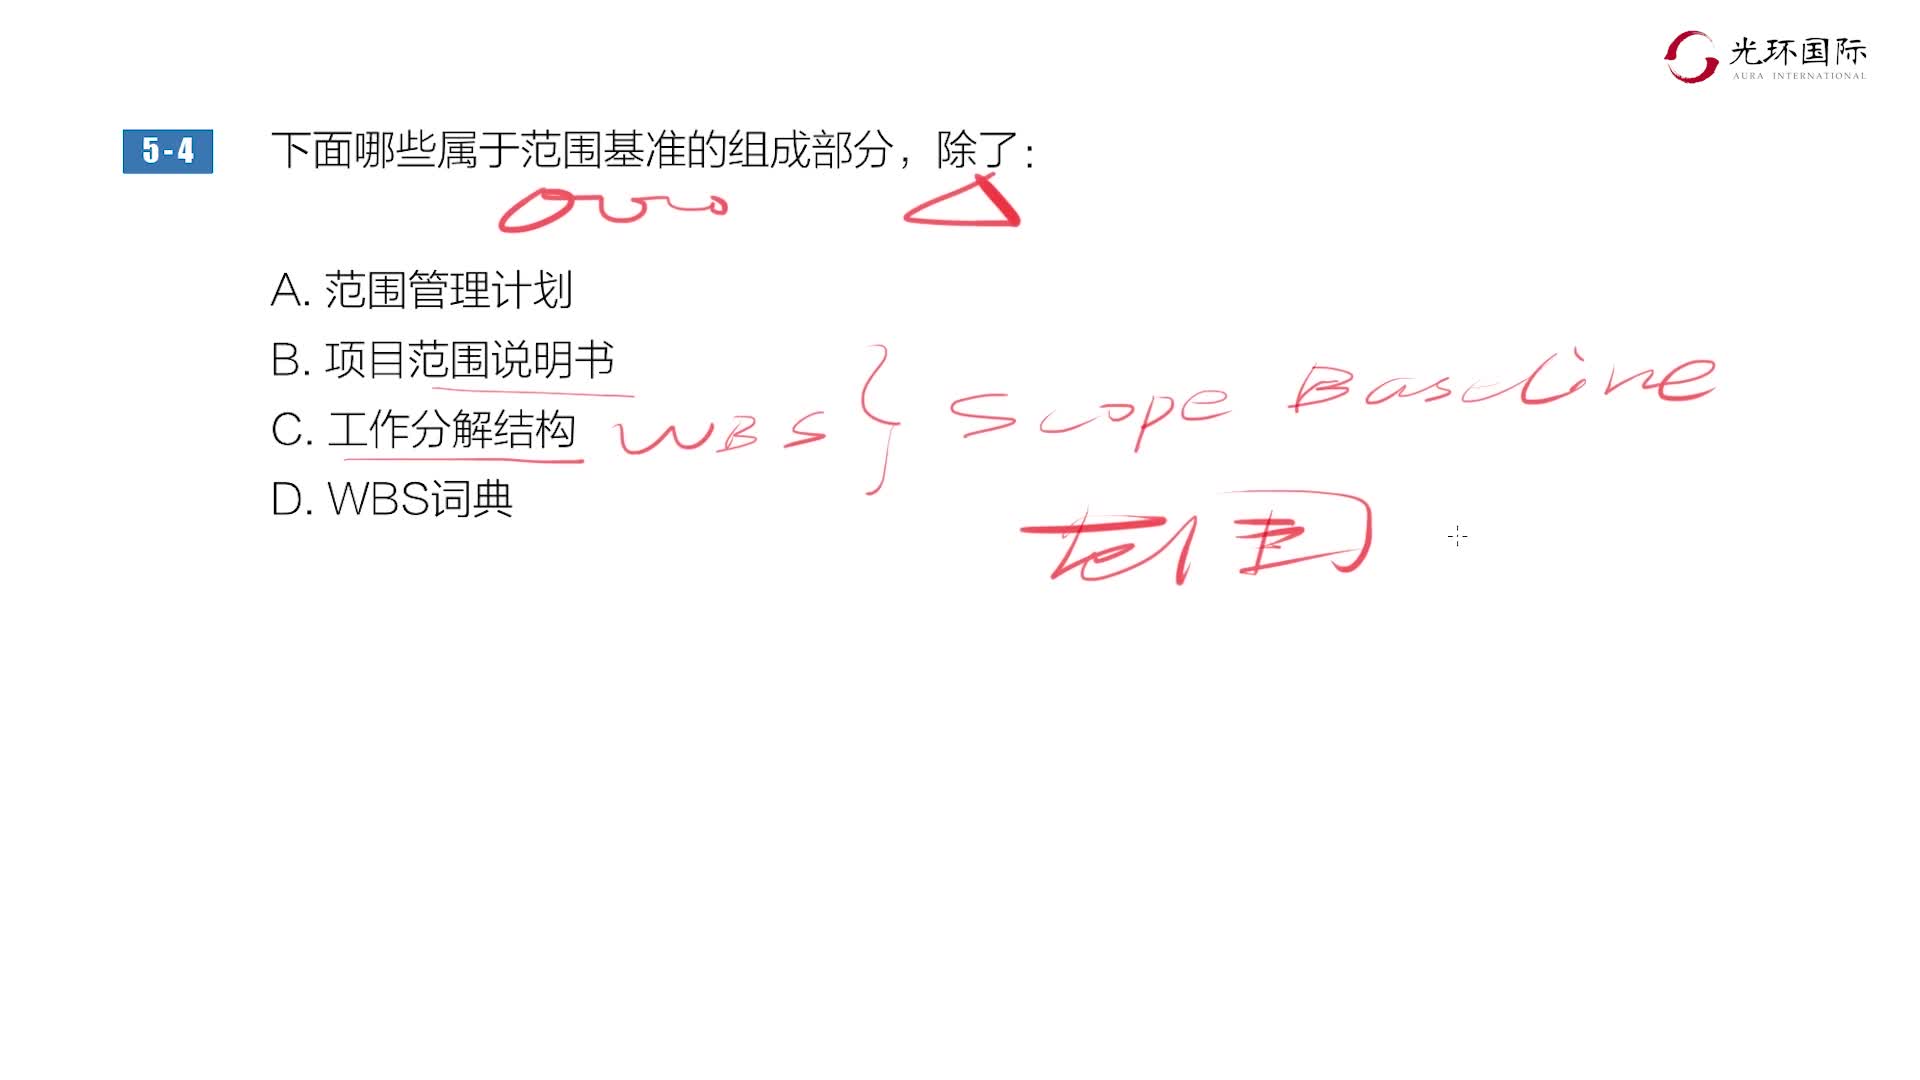 光环国际
AURA INTERNATIONAL
5-4 下面哪些属于范围基准的组成部分，除了：
A. 范围管理计划
B. 项目范围说明书
C. 工作分解结构 WBS } Scope Baseline
D. WBS词典